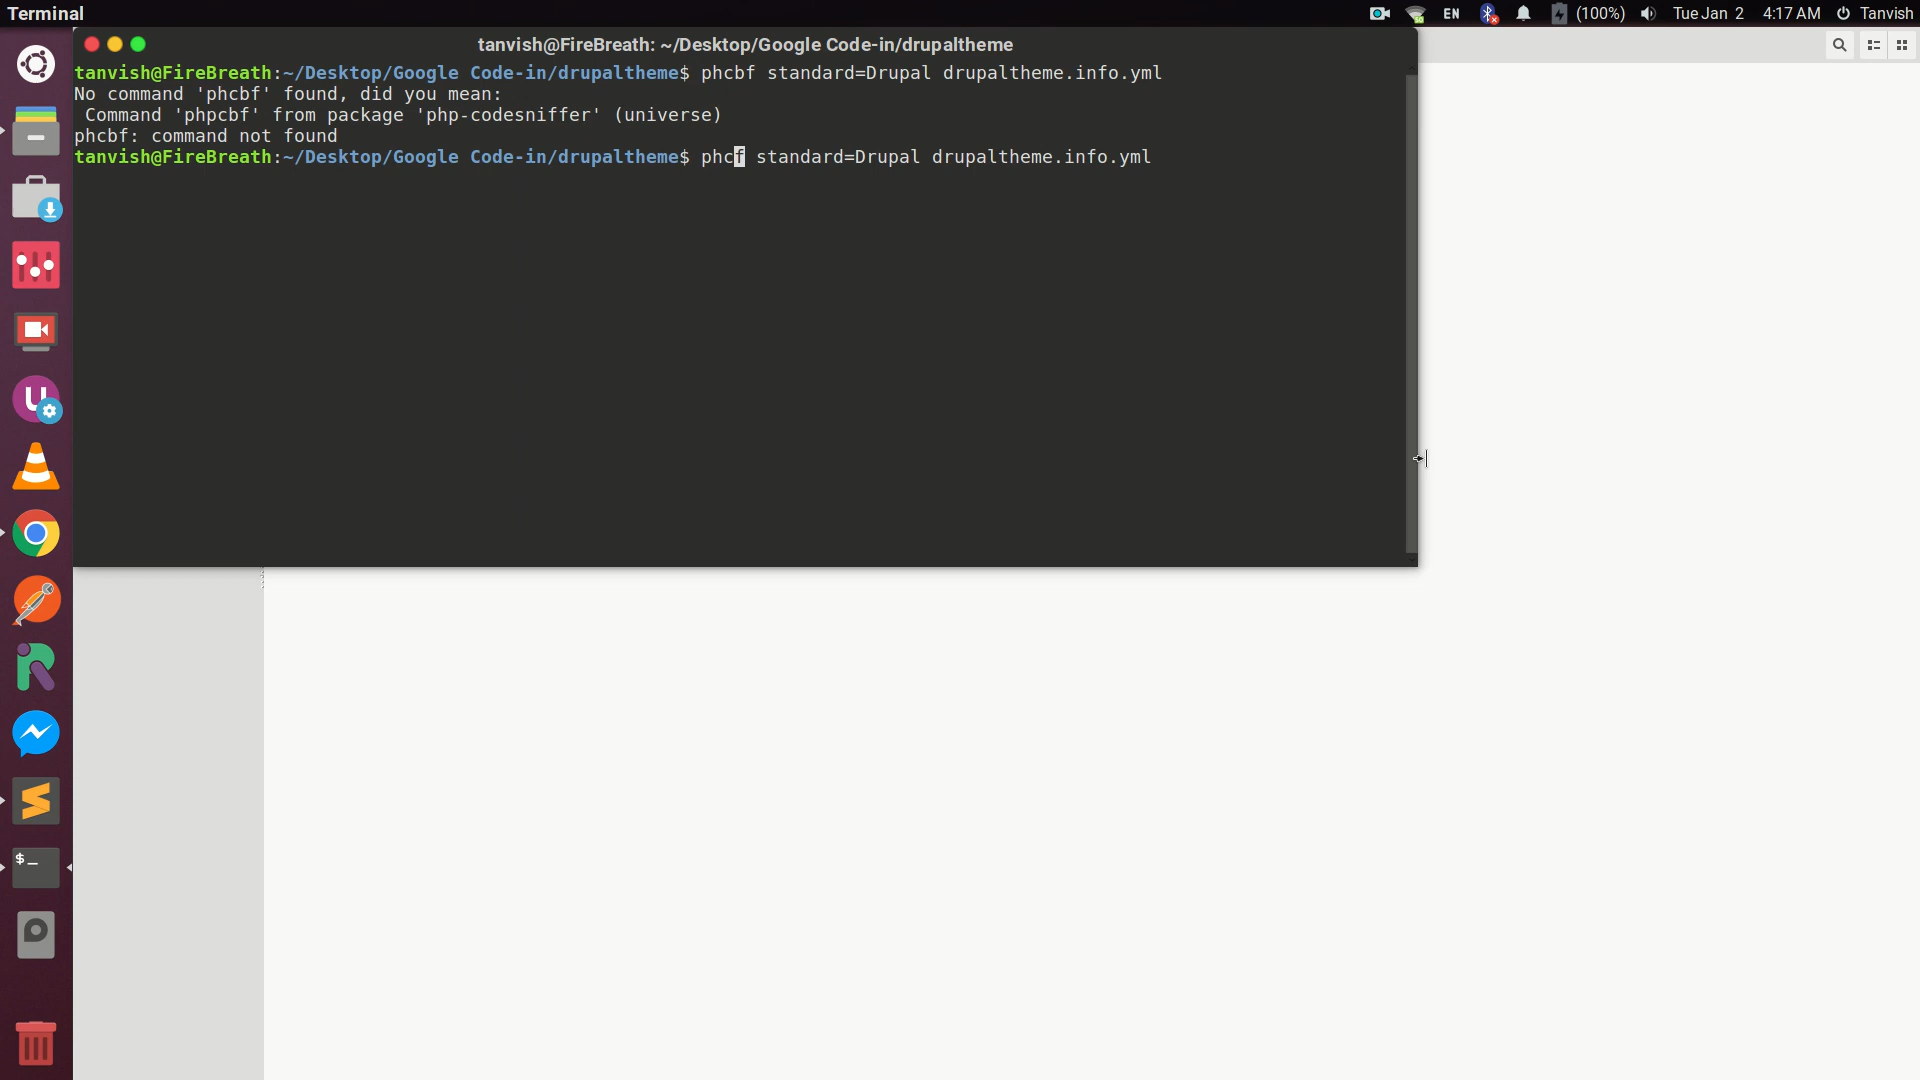 Terminal
EN
(100%)
Tue Jan 2
4:17 AM
Tanvish
tanvish@FireBreath: ~/Desktop/Google Code-in/drupaltheme
tanvish@FireBreath:~/Desktop/Google Code-in/drupaltheme$ phcbf standard=Drupal drupaltheme.info.yml
No command 'phcbf' found, did you mean:
Command 'phpcbf' from package 'php-codesniffer' (universe)
phcbf: command not found
tanvish@FireBreath:~/Desktop/Google Code-in/drupaltheme$ phcf standard=Drupal drupaltheme.info.yml
U
$_